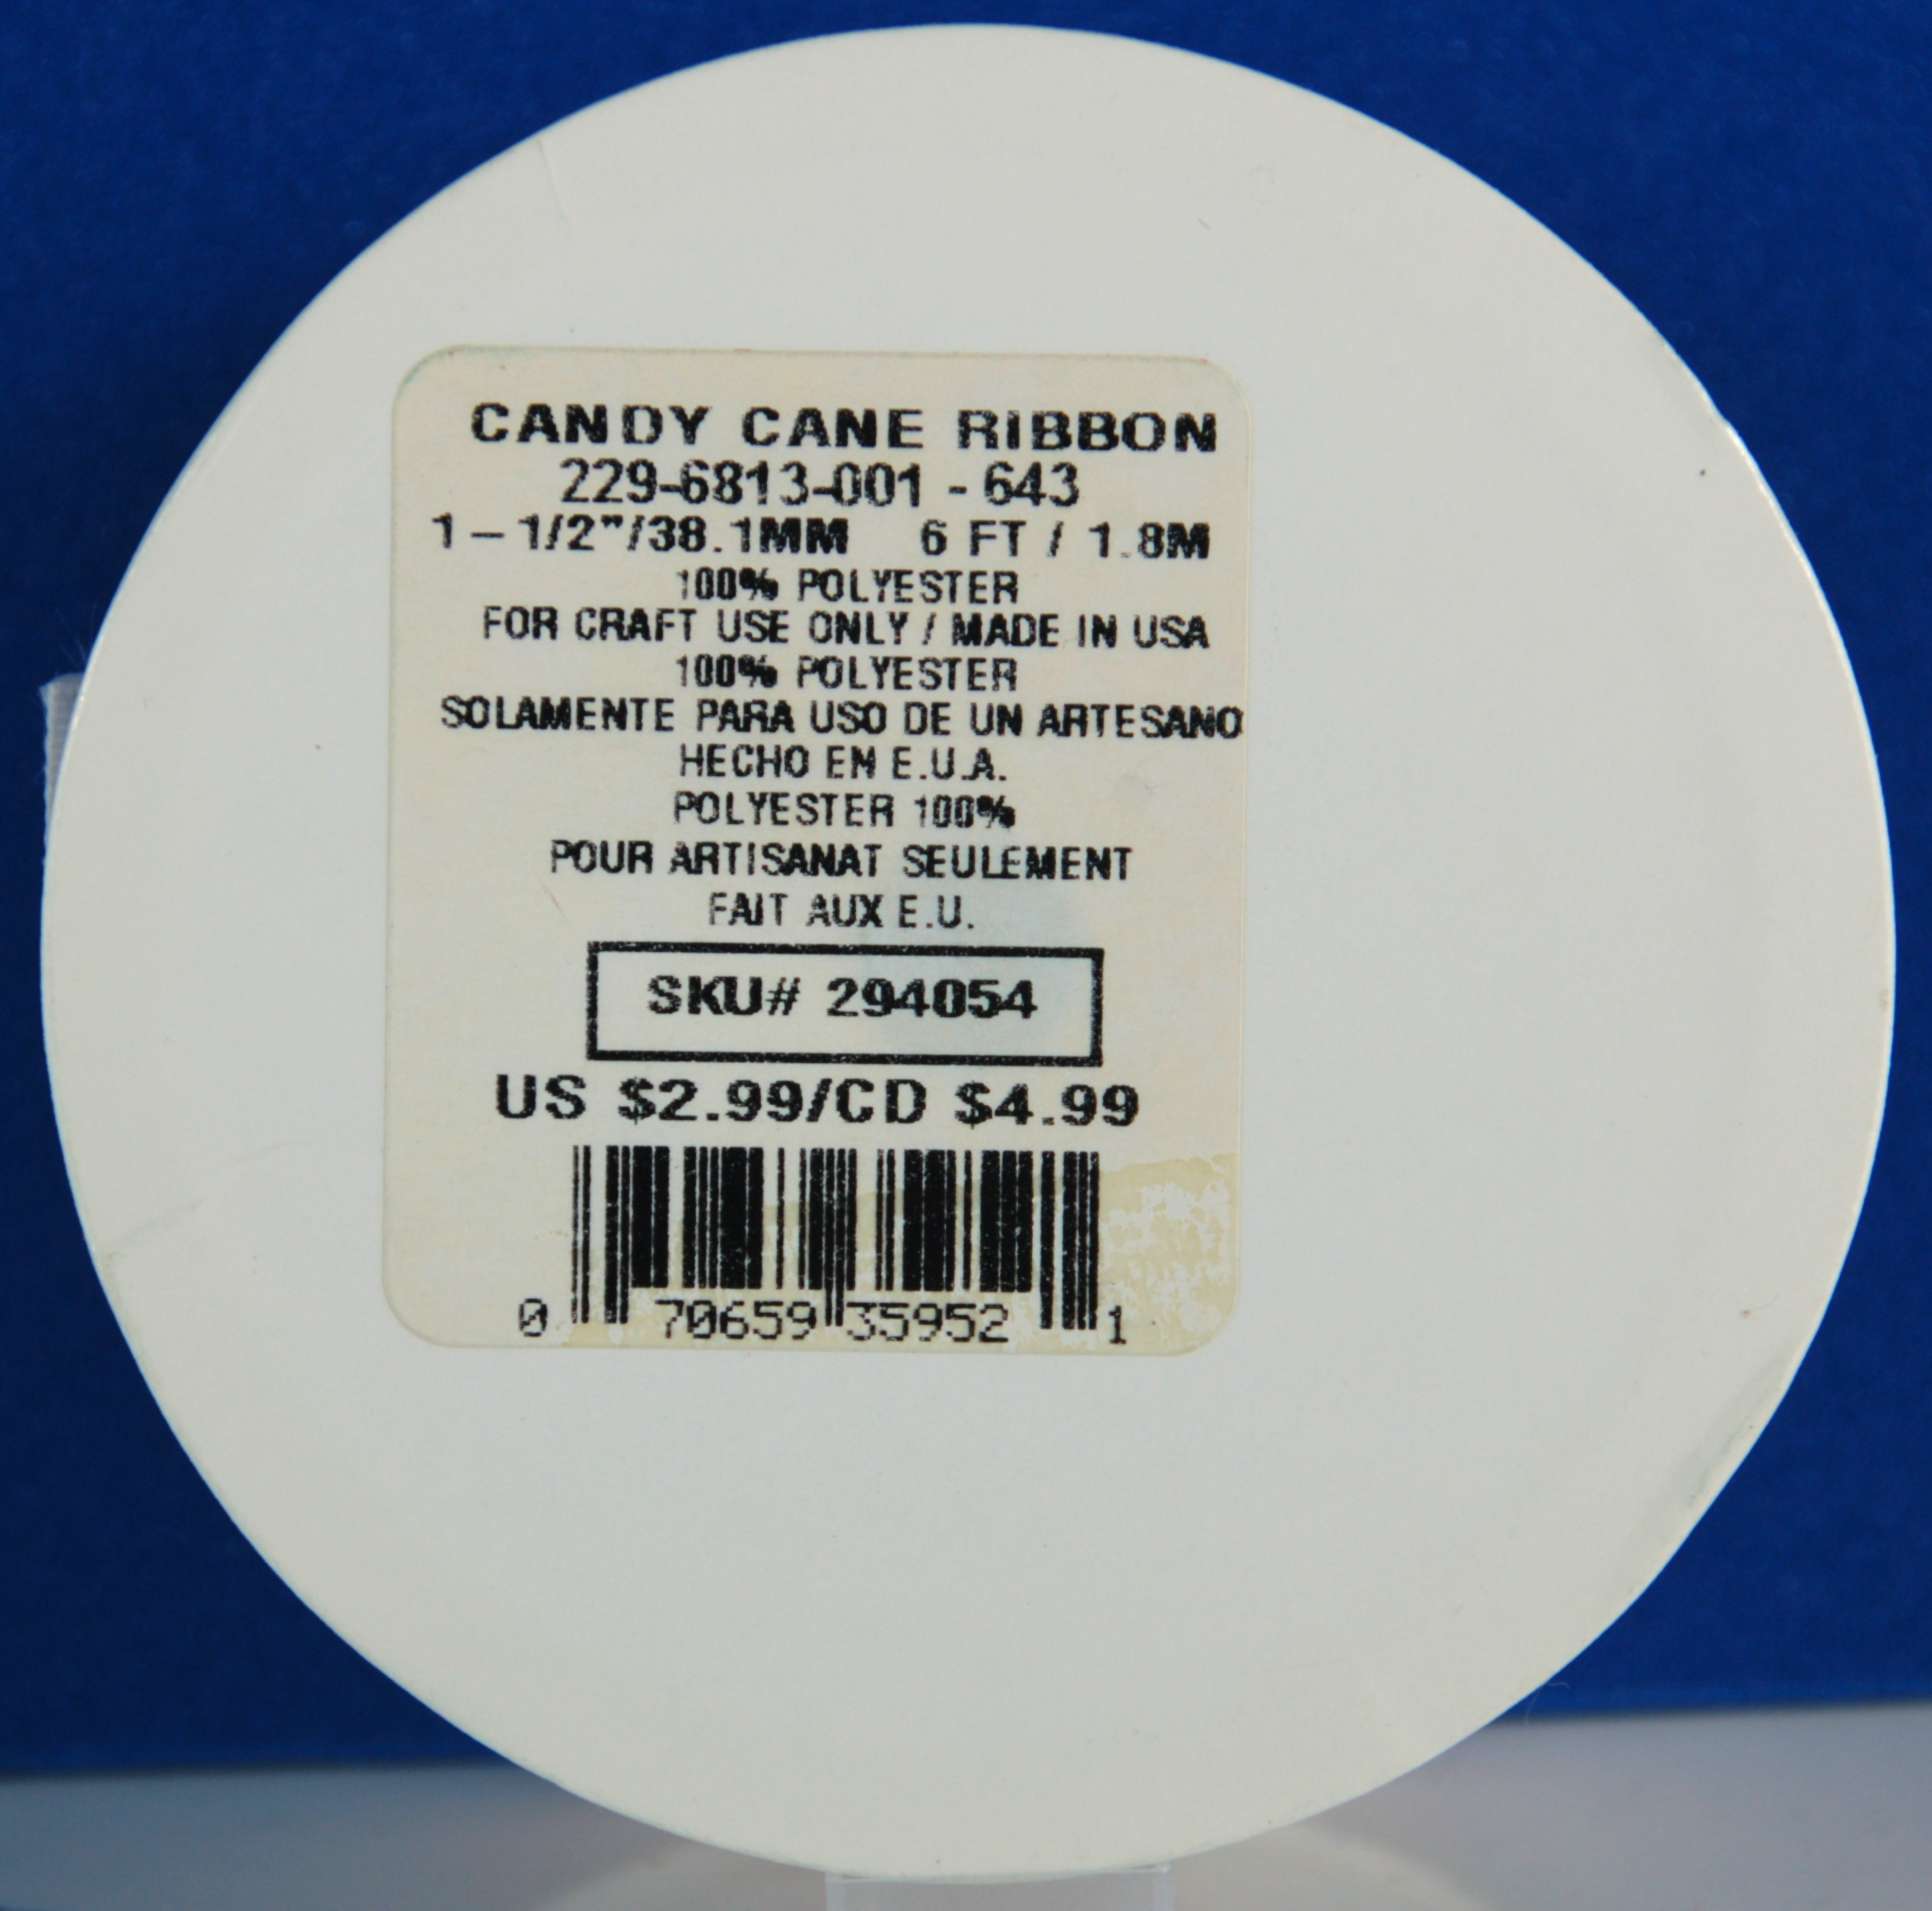 CANDY CANE RIBBON
229-6813-001 - 643
1-1/2"/38.1MM 6 FT / 1.8M
100% POLYESTER
FOR CRAFT USE ONLY / MADE IN USA
100% POLYESTER
SOLAMENTE PARA USO DE UN ARTESANO
HECHO EN E.U.A.
POLYESTER 100%
POUR ARTISANAT SEULEMENT
FAIT AUX E.U.
SKU# 294054
US $2.99/CD $4.99
0 70659 35952 1